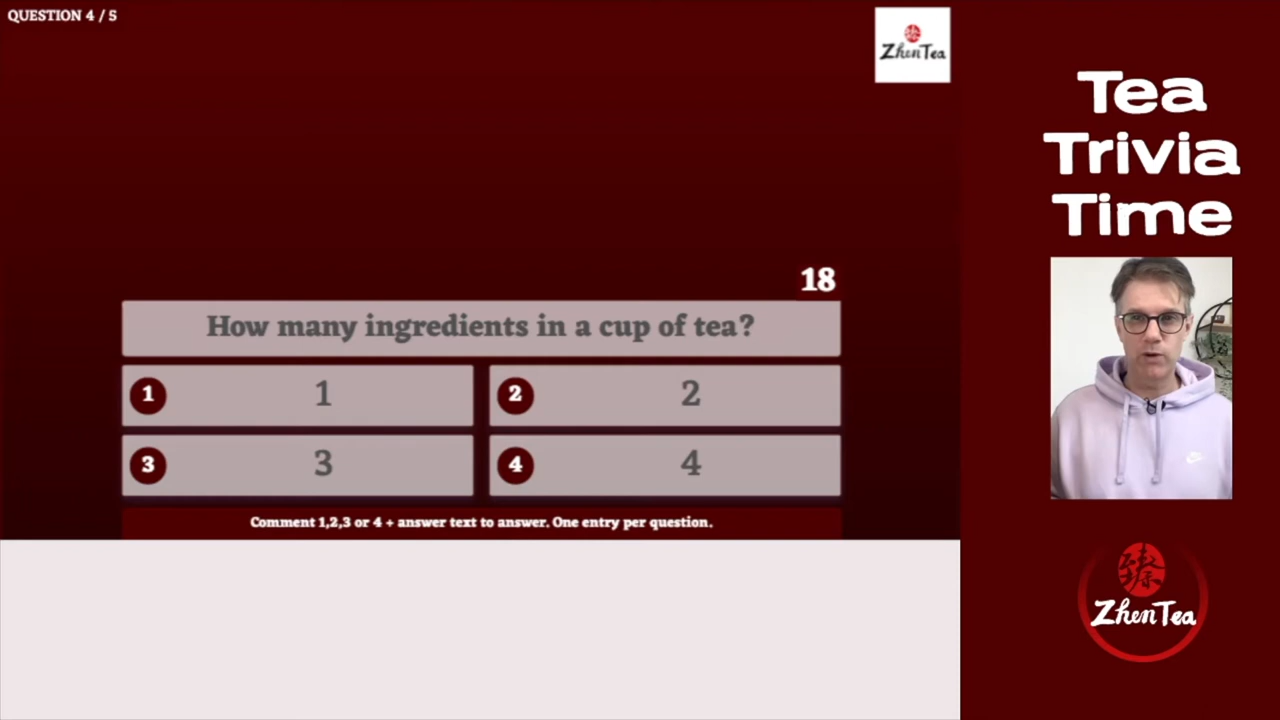 QUESTION 4 / 5
ZhenTea
18
How many ingredients in a cup of tea?
1 1
2 2
3 3
4 4
Comment 1,2,3 or 4 + answer text to answer. One entry per question.
Tea
Trivia
Time
ZhenTea